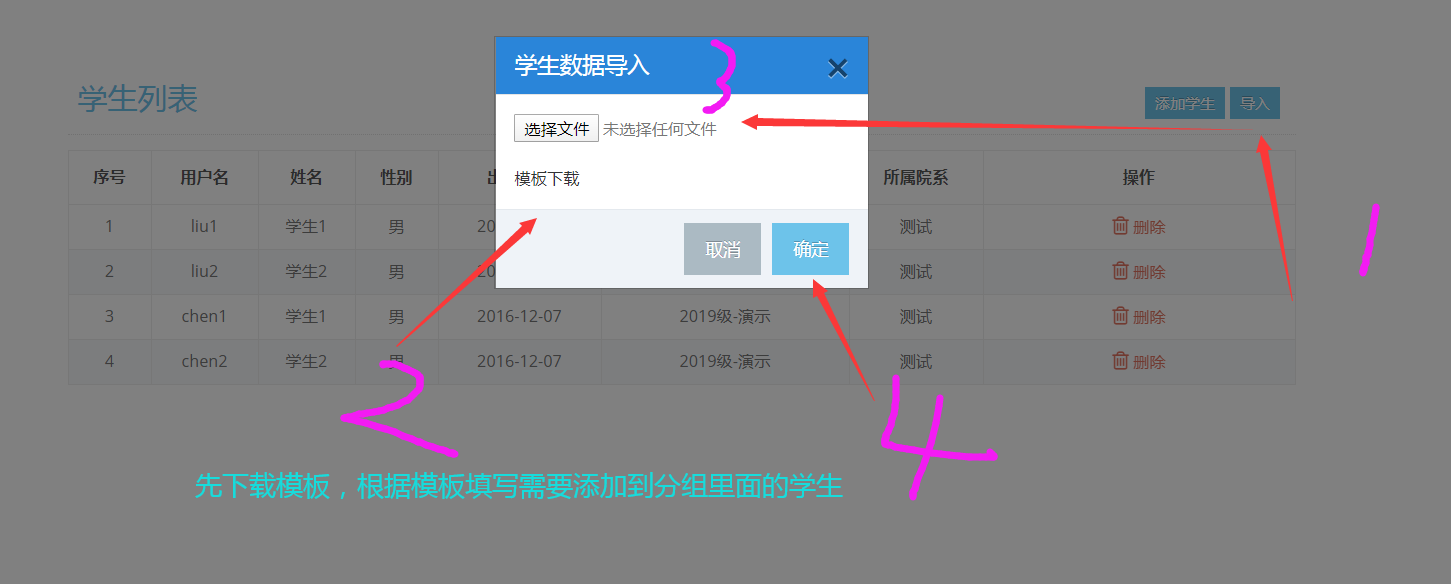 学生数据导入
3
学生列表
添加学生 导入
选择文件 未选择任何文件
模板下载
序号 用户名 姓名 性别 出 所属院系 操作
1 liu1 学生1 男 20 测试 删除
取消 确定
1
2 liu2 学生2 男 20 测试 删除
3 chen1 学生1 男 2016-12-07 2019级-演示 测试 删除
4 chen2 学生2 男 2016-12-07 2019级-演示 测试 删除
2
4
先下载模板，根据模板填写需要添加到分组里面的学生